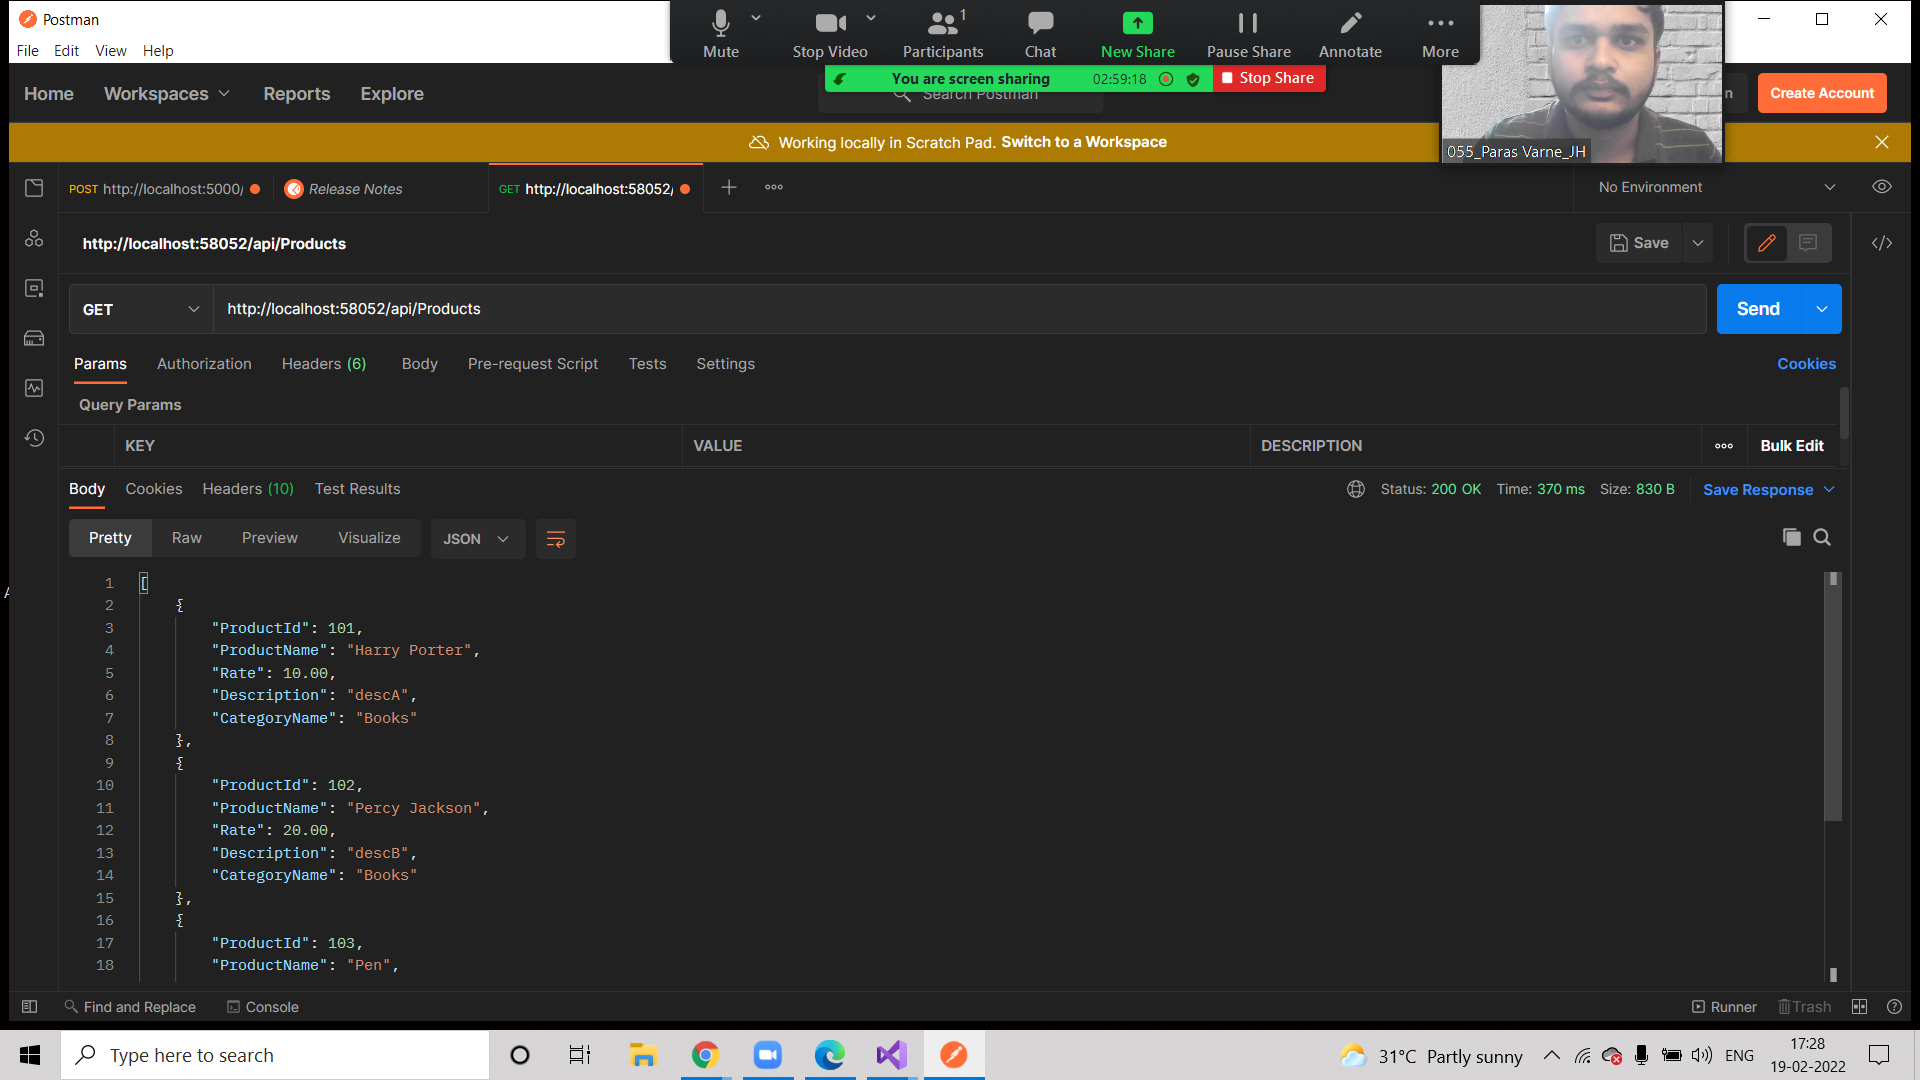 Postman
File Edit View Help
Mute Stop Video Participants 1 Chat New Share Pause Share Annotate More
You are screen sharing 02:59:18 Stop Share
Home Workspaces Reports Explore Search Postman Create Account
055_Paras Varne_JH
Working locally in Scratch Pad. Switch to a Workspace
POST http://localhost:5000/ Release Notes GET http://localhost:58052/ No Environment
http://localhost:58052/api/Products Save
GET http://localhost:58052/api/Products Send
Params Authorization Headers (6) Body Pre-request Script Tests Settings Cookies
Query Params
KEY VALUE DESCRIPTION Bulk Edit
Body Cookies Headers (10) Test Results Status: 200 OK Time: 370 ms Size: 830 B Save Response
Pretty Raw Preview Visualize JSON
1 [
2 {
3 "ProductId": 101,
4 "ProductName": "Harry Porter",
5 "Rate": 10.00,
6 "Description": "descA",
7 "CategoryName": "Books"
8 },
9 {
10 "ProductId": 102,
11 "ProductName": "Percy Jackson",
12 "Rate": 20.00,
13 "Description": "descB",
14 "CategoryName": "Books"
15 },
16 {
17 "ProductId": 103,
18 "ProductName": "Pen",
Find and Replace Console Runner Trash
Type here to search 31°C Partly sunny ENG 17:28
19-02-2022